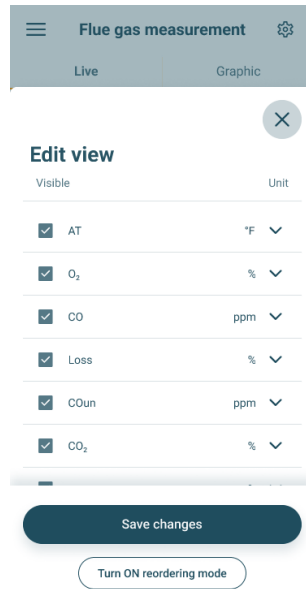 Flue gas measurement
Live Graphic
Edit view
Visible Unit
AT °F
O₂ %
CO ppm
Loss %
COun ppm
CO₂ %
Save changes
Turn ON reordering mode